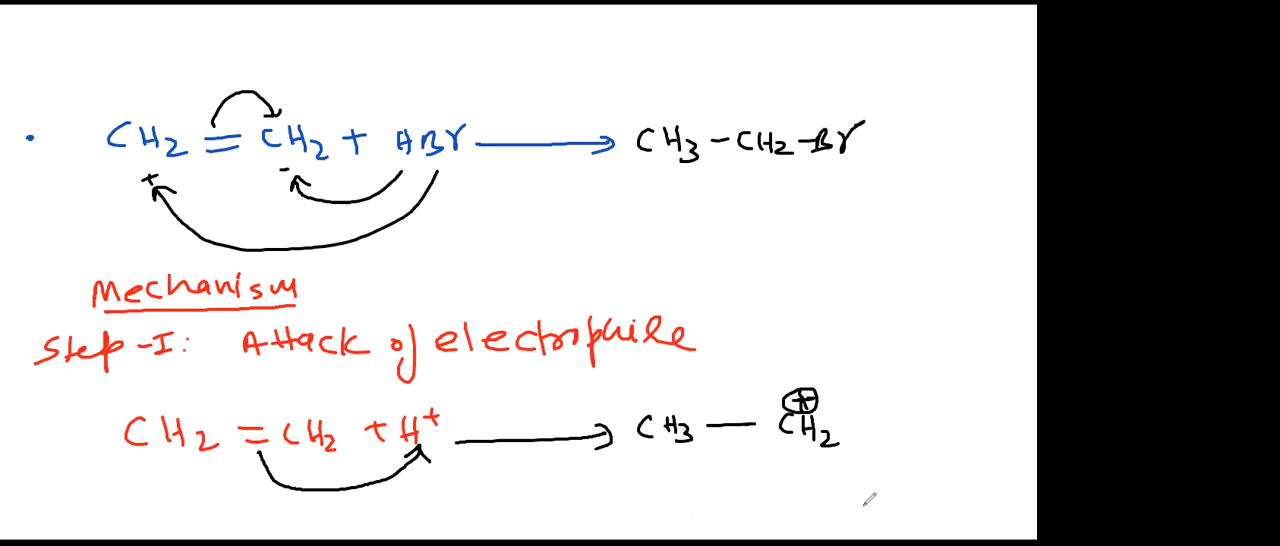 . CH2 = CH2 + HBr ⟶ CH3 – CH2 – Br
+ -
Mechanism
Step-I: Attack of electrophile
CH2 = CH2 + H+ ⟶ CH3 — CH2 ⊕